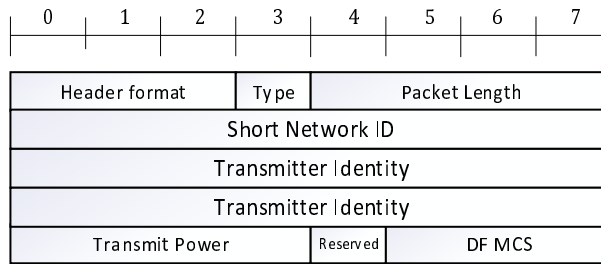 0 1 2 3 4 5 6 7
Header format Type Packet Length
Short Network ID
Transmitter Identity
Transmitter Identity
Transmit Power Reserved DF MCS